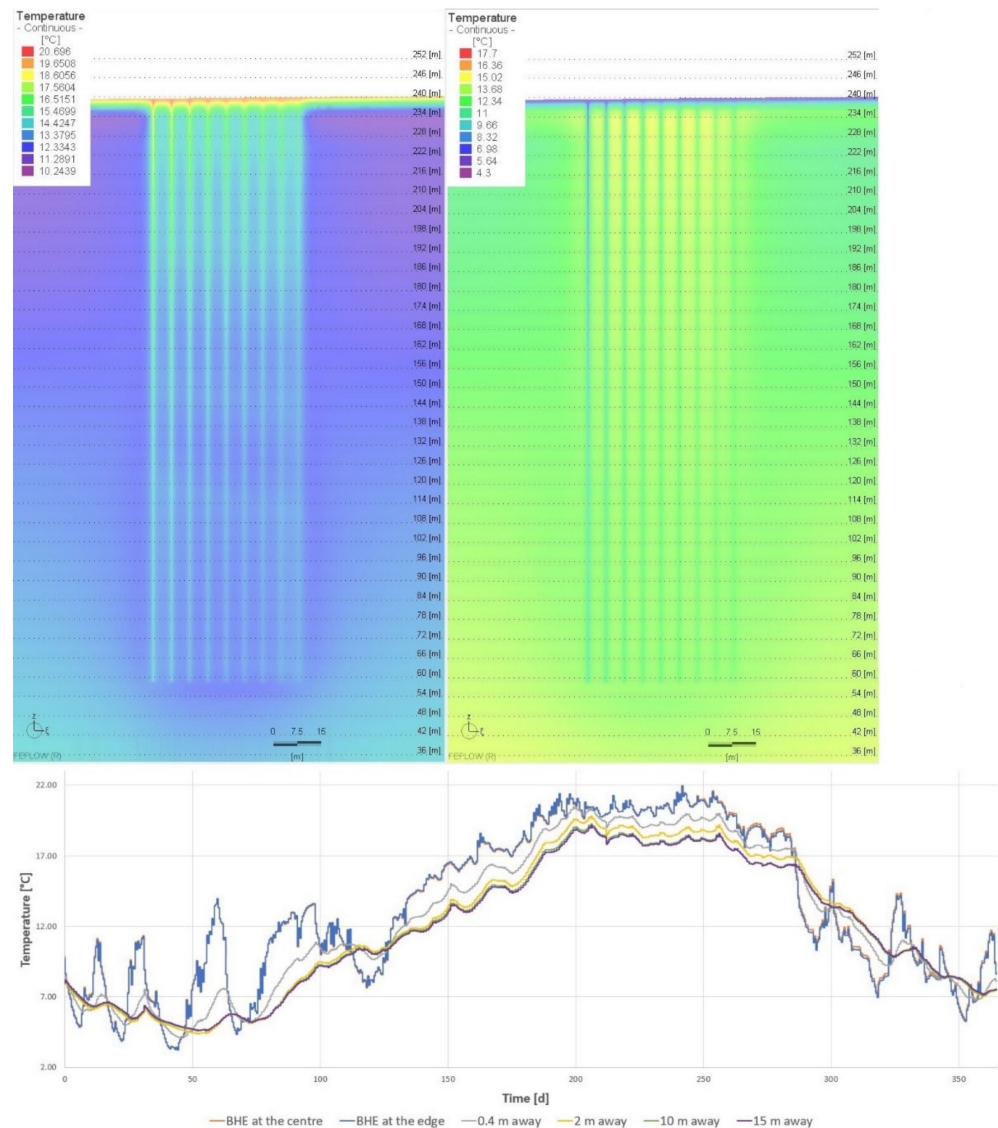 Temperature
- Continuous -
[°C]
20.696
19.6508
18.6056
17.5604
16.5151
15.4699
14.4247
13.3795
12.3343
11.2891
10.2439
252 [m]
246 [m]
240 [m]
234 [m]
228 [m]
222 [m]
216 [m]
210 [m]
204 [m]
198 [m]
192 [m]
186 [m]
180 [m]
174 [m]
168 [m]
162 [m]
156 [m]
150 [m]
144 [m]
138 [m]
132 [m]
126 [m]
120 [m]
114 [m]
108 [m]
102 [m]
96 [m]
90 [m]
84 [m]
78 [m]
72 [m]
66 [m]
60 [m]
54 [m]
48 [m]
42 [m]
36 [m]
z
ξ
0 7.5 15
[m]
FEFLOW (R)
Temperature
- Continuous -
[°C]
17.7
16.36
15.02
13.68
12.34
11
9.66
8.32
6.98
5.64
4.3
252 [m]
246 [m]
240 [m]
234 [m]
228 [m]
222 [m]
216 [m]
210 [m]
204 [m]
198 [m]
192 [m]
186 [m]
180 [m]
174 [m]
168 [m]
162 [m]
156 [m]
150 [m]
144 [m]
138 [m]
132 [m]
126 [m]
120 [m]
114 [m]
108 [m]
102 [m]
96 [m]
90 [m]
84 [m]
78 [m]
72 [m]
66 [m]
60 [m]
54 [m]
48 [m]
42 [m]
36 [m]
z
ξ
0 7.5 15
[m]
FEFLOW (R)
Temperature [°C]
22.00
17.00
12.00
7.00
2.00
0 50 100 150 200 250 300 350
Time [d]
BHE at the centre BHE at the edge 0.4 m away 2 m away 10 m away 15 m away